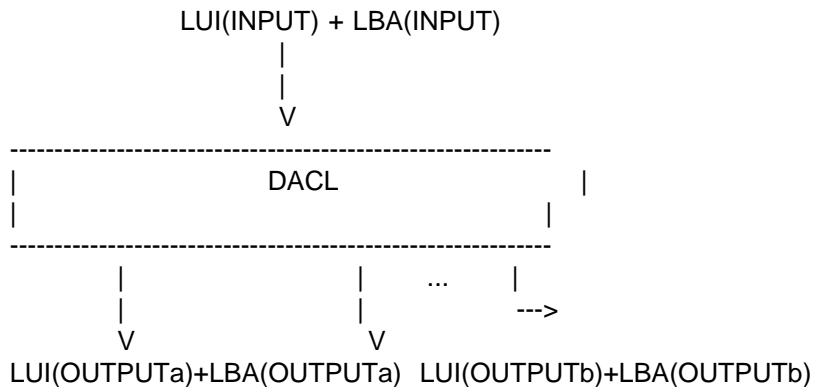 LUI(INPUT) + LBA(INPUT)
|
|
V
------------------------------------------------------------
| DACL |
| |
------------------------------------------------------------
| | ... |
| | --->
V V
LUI(OUTPUTa)+LBA(OUTPUTa) LUI(OUTPUTb)+LBA(OUTPUTb)